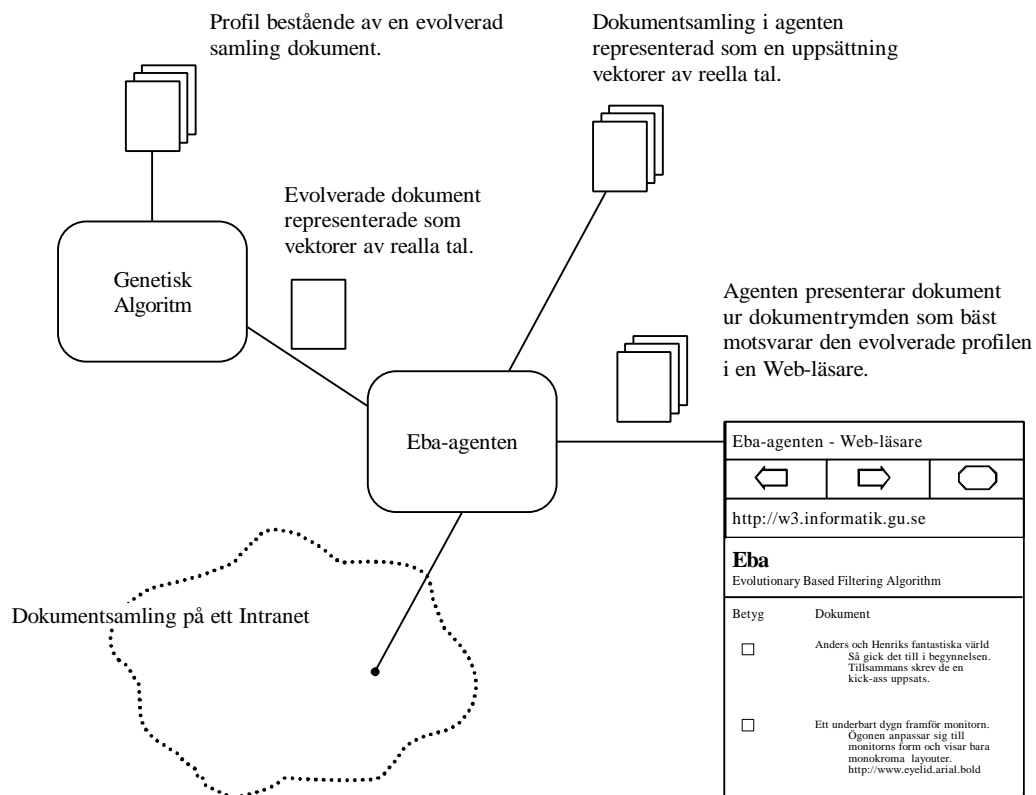 Profil bestående av en evolverad
samling dokument.
Dokumentsamling i agenten
representerad som en uppsättning
vektorer av reella tal.
Evolverade dokument
representerade som
vektorer av realla tal.
Genetisk
Algoritm
Agenten presenterar dokument
ur dokumentrymden som bäst
motsvarar den evolverade profilen
i en Web-läsare.
Eba-agenten
Eba-agenten - Web-läsare
http://w3.informatik.gu.se
Eba
Evolutionary Based Filtering Algorithm
Dokumentsamling på ett Intranet
Betyg Dokument
Anders och Henriks fantastiska värld
Så gick det till i begynnelsen.
Tillsammans skrev de en
kick-ass uppsats.
Ett underbart dygn framför monitorn.
Ögonen anpassar sig till
monitorns form och visar bara
monokroma layouter.
http://www.eyelid.arial.bold